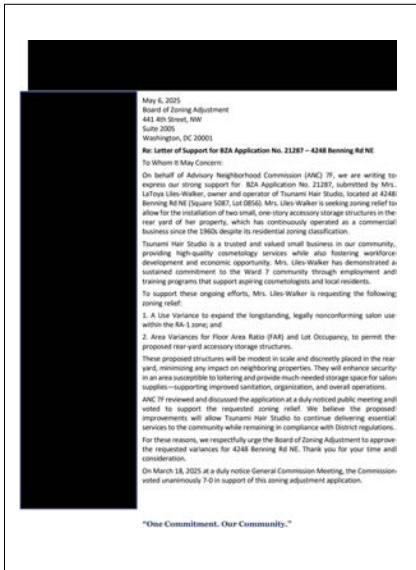 May 6, 2025
Board of Zoning Adjustment
441 4th Street, NW
Suite 200S
Washington, DC 20001
Re: Letter of Support for BZA Application No. 21287 – 4248 Benning Rd NE
To Whom It May Concern:
On behalf of Advisory Neighborhood Commission (ANC) 7F, we are writing to
express our strong support for BZA Application No. 21287, submitted by Mrs.
LaToya Liles-Walker, owner and operator of Tsunami Hair Studio, located at 4248
Benning Rd NE (Square 5087, Lot 0856). Mrs. Liles-Walker is seeking zoning relief to
allow for the installation of two small, one-story accessory storage structures in the
rear yard of her property, which has continuously operated as a commercial
business since the 1960s despite its residential zoning classification.
Tsunami Hair Studio is a trusted and valued small business in our community,
providing high-quality cosmetology services while also fostering workforce
development and economic opportunity. Mrs. Liles-Walker has demonstrated a
sustained commitment to the Ward 7 community through employment and
training programs that support aspiring cosmetologists and local residents.
To support these ongoing efforts, Mrs. Liles-Walker is requesting the following
zoning relief:
1. A Use Variance to expand the longstanding, legally nonconforming salon use
within the RA-1 zone; and
2. Area Variances for Floor Area Ratio (FAR) and Lot Occupancy, to permit the
proposed rear-yard accessory storage structures.
These proposed structures will be modest in scale and discreetly placed in the rear
yard, minimizing any impact on neighboring properties. They will enhance security
in an area susceptible to loitering and provide much-needed storage space for salon
supplies—supporting improved sanitation, organization, and overall operations.
ANC 7F reviewed and discussed the application at a duly noticed public meeting and
voted to support the requested zoning relief. We believe the proposed
improvements will allow Tsunami Hair Studio to continue delivering essential
services to the community while remaining in compliance with District regulations.
For these reasons, we respectfully urge the Board of Zoning Adjustment to approve
the requested variances for 4248 Benning Rd NE. Thank you for your time and
consideration.
On March 18, 2025 at a duly notice General Commission Meeting, the Commission
voted unanimously 7-0 in support of this zoning adjustment application.
"One Commitment. Our Community."